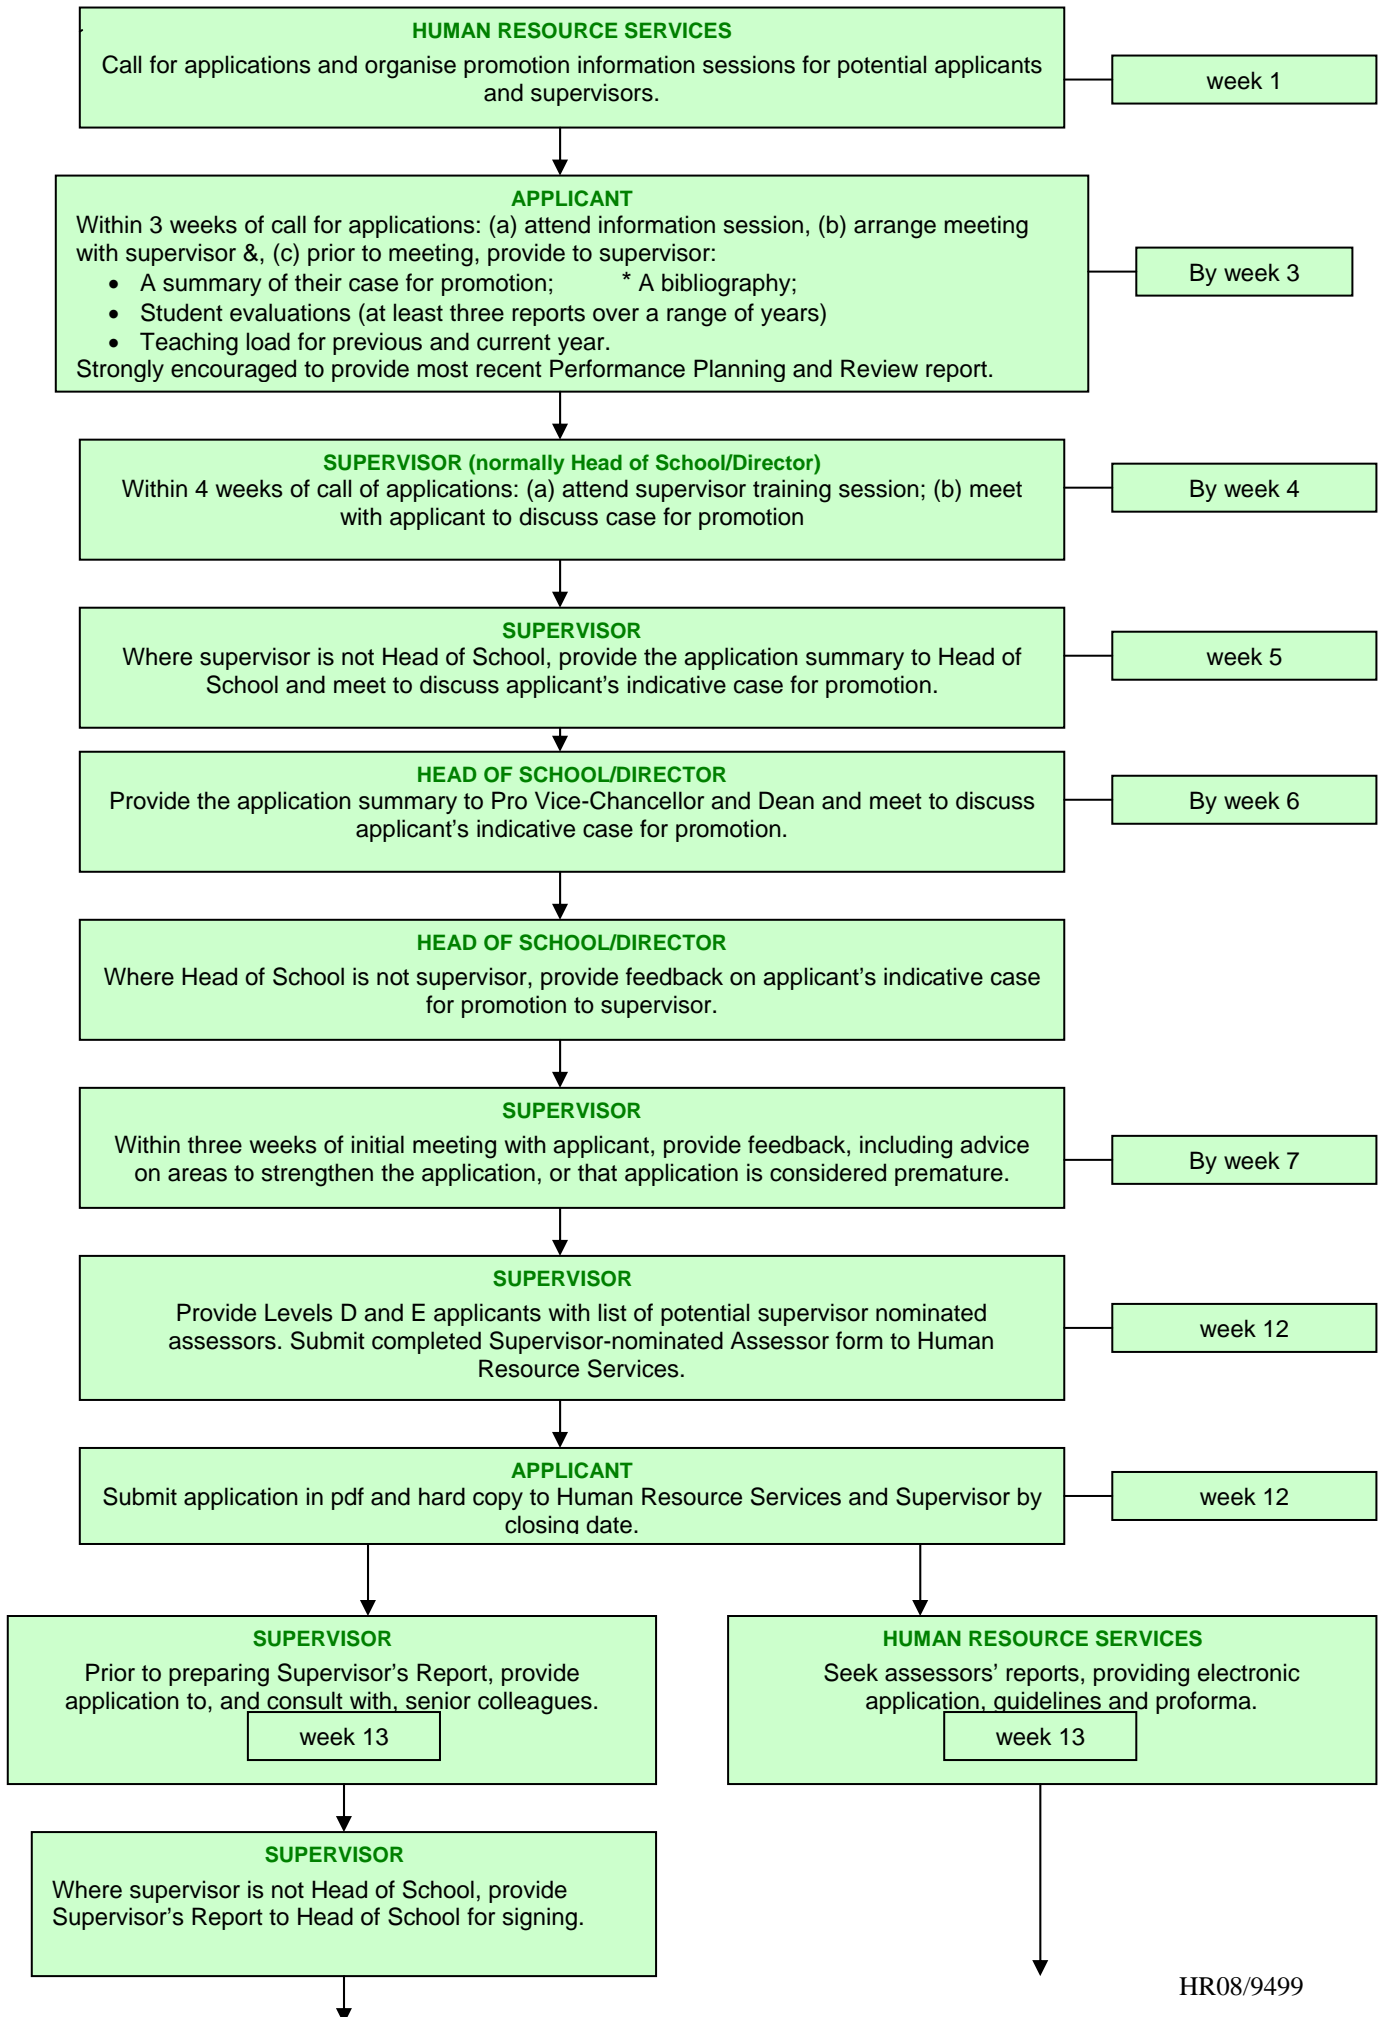 HUMAN RESOURCE SERVICES
Call for applications and organise promotion information sessions for potential applicants
and supervisors.
week 1
APPLICANT
Within 3 weeks of call for applications: (a) attend information session, (b) arrange meeting
with supervisor &, (c) prior to meeting, provide to supervisor:
• A summary of their case for promotion; * A bibliography;
• Student evaluations (at least three reports over a range of years)
• Teaching load for previous and current year.
Strongly encouraged to provide most recent Performance Planning and Review report.
By week 3
SUPERVISOR (normally Head of School/Director)
Within 4 weeks of call of applications: (a) attend supervisor training session; (b) meet
with applicant to discuss case for promotion
By week 4
SUPERVISOR
Where supervisor is not Head of School, provide the application summary to Head of
School and meet to discuss applicant's indicative case for promotion.
week 5
HEAD OF SCHOOL/DIRECTOR
Provide the application summary to Pro Vice-Chancellor and Dean and meet to discuss
applicant's indicative case for promotion.
By week 6
HEAD OF SCHOOL/DIRECTOR
Where Head of School is not supervisor, provide feedback on applicant's indicative case
for promotion to supervisor.
SUPERVISOR
Within three weeks of initial meeting with applicant, provide feedback, including advice
on areas to strengthen the application, or that application is considered premature.
By week 7
SUPERVISOR
Provide Levels D and E applicants with list of potential supervisor nominated
assessors. Submit completed Supervisor-nominated Assessor form to Human
Resource Services.
week 12
APPLICANT
Submit application in pdf and hard copy to Human Resource Services and Supervisor by
closing date.
week 12
SUPERVISOR
Prior to preparing Supervisor's Report, provide
application to, and consult with, senior colleagues.
week 13
HUMAN RESOURCE SERVICES
Seek assessors' reports, providing electronic
application, guidelines and proforma.
week 13
SUPERVISOR
Where supervisor is not Head of School, provide
Supervisor's Report to Head of School for signing.
HR08/9499